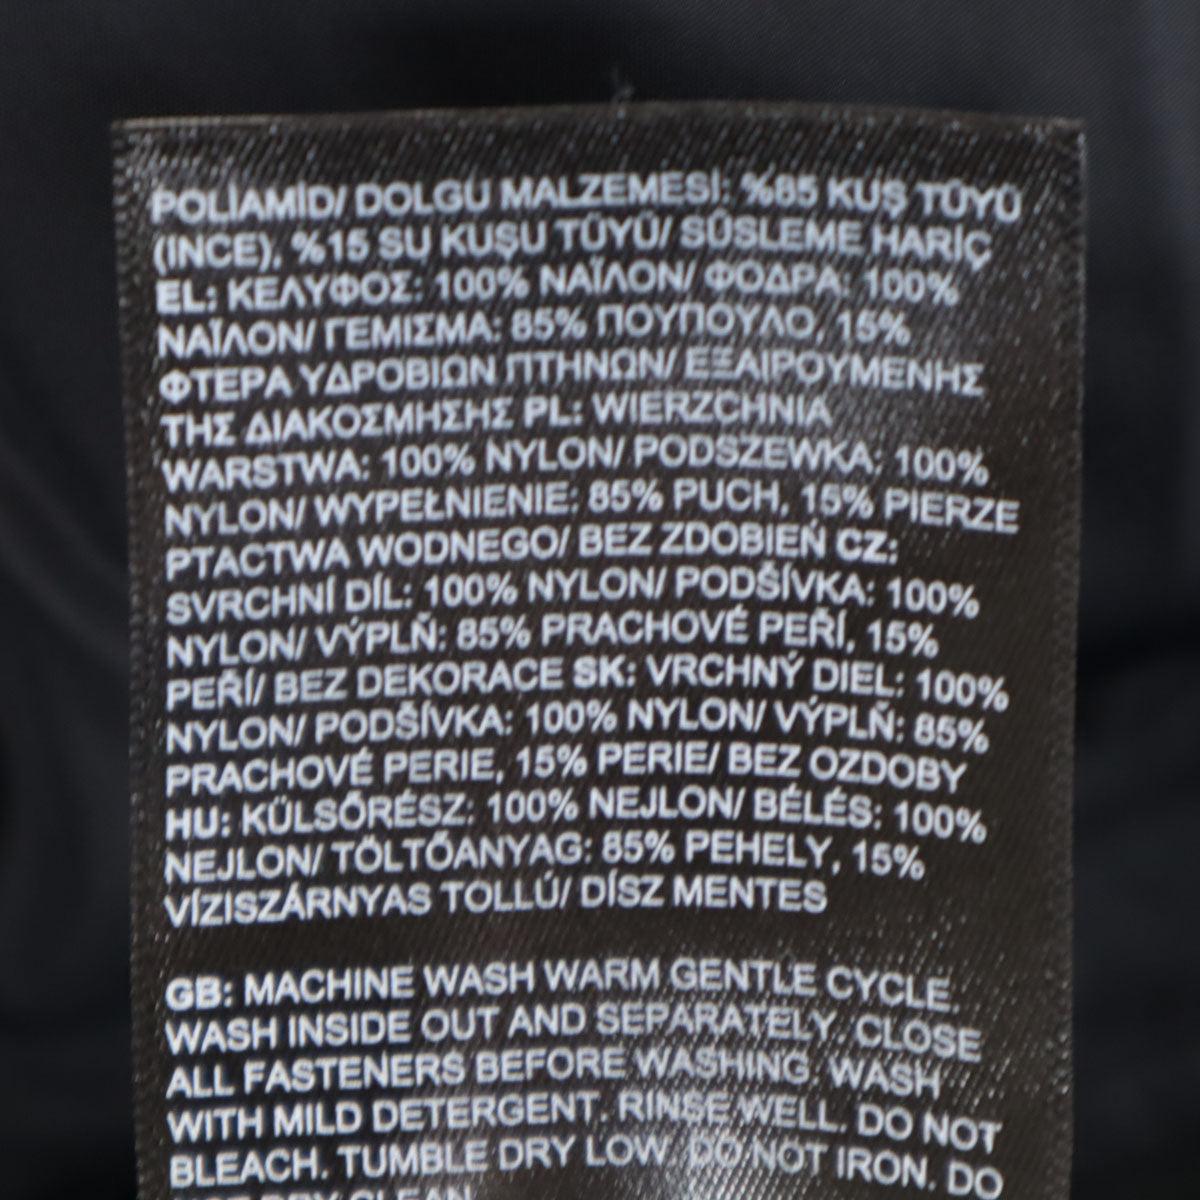 POLİAMİD/ DOLGU MALZEMESİ: %85 KUŞ TÜYÜ
(INCE), %15 SU KUŞU TÜYÜ/ SÜSLEME HARİÇ
EL: ΚΕΛΥΦΟΣ: 100% ΝΑΪΛΟΝ/ ΦΟΔΡΑ: 100%
ΝΑΪΛΟΝ/ ΓΕΜΙΣΜΑ: 85% ΠΟΥΠΟΥΛΟ, 15%
ΦΤΕΡΑ ΥΔΡΟΒΙΩΝ ΠΤΗΝΩΝ/ ΕΞΑΙΡΟΥΜΕΝΗΣ
ΤΗΣ ΔΙΑΚΟΣΜΗΣΗΣ PL: WIERZCHNIA
WARSTWA: 100% NYLON/ PODSZEWKA: 100%
NYLON/ WYPEŁNIENIE: 85% PUCH, 15% PIERZE
PTACTWA WODNEGO/ BEZ ZDOBIEŃ CZ:
SVRCHNÍ DÍL: 100% NYLON/ PODŠÍVKA: 100%
NYLON/ VÝPLŇ: 85% PRACHOVÉ PEŘÍ, 15%
PEŘÍ/ BEZ DEKORACE SK: VRCHNÝ DIEL: 100%
NYLON/ PODŠÍVKA: 100% NYLON/ VÝPLŇ: 85%
PRACHOVÉ PERIE, 15% PERIE/ BEZ OZDOBY
HU: KÜLSŐRÉSZ: 100% NEJLON/ BÉLÉS: 100%
NEJLON/ TÖLTŐANYAG: 85% PEHELY, 15%
VÍZISZÁRNYAS TOLLÚ/ DÍSZ MENTES
GB: MACHINE WASH WARM GENTLE CYCLE.
WASH INSIDE OUT AND SEPARATELY. CLOSE
ALL FASTENERS BEFORE WASHING. WASH
WITH MILD DETERGENT. RINSE WELL. DO NOT
BLEACH. TUMBLE DRY LOW. DO NOT IRON. DO
NOT DRY CLEAN.